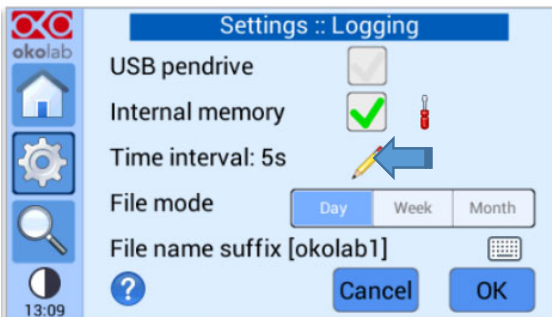 Settings :: Logging
okolab
USB pendrive
Internal memory
Time interval: 5s
File mode
Day
Week
Month
File name suffix [okolab1]
?
Cancel
OK
13:09